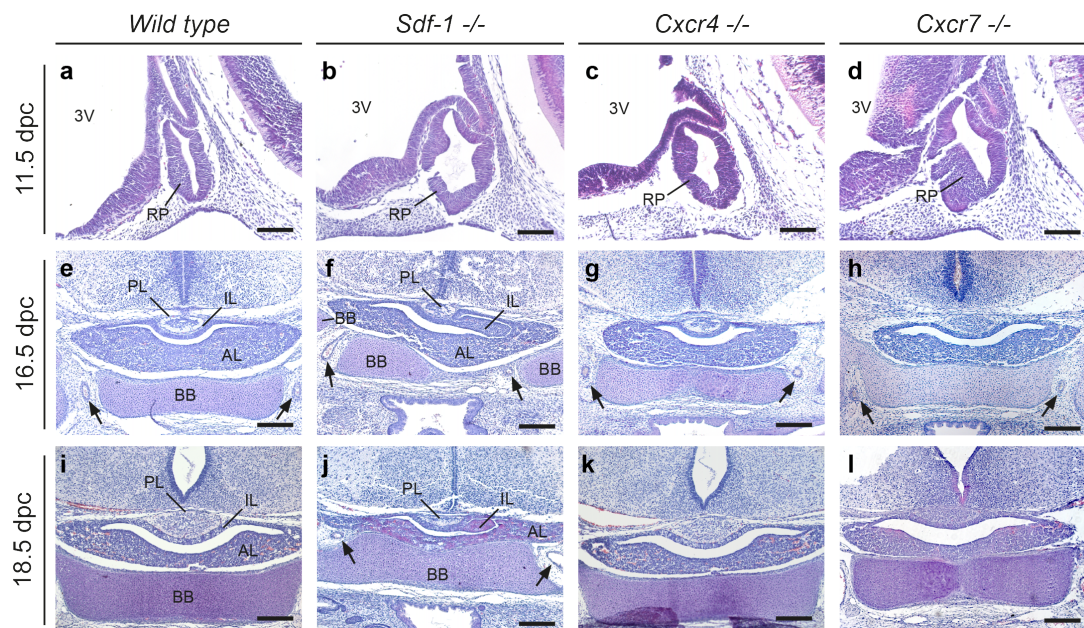 Wild type Sdf-1 -/- Cxcr4 -/- Cxcr7 -/-
11.5 dpc
a b c d
3V 3V 3V 3V
RP RP RP RP
16.5 dpc
e f g h
PL IL PL IL
BB
AL AL
BB BB BB
18.5 dpc
i j k l
PL IL PL IL
AL AL
BB BB